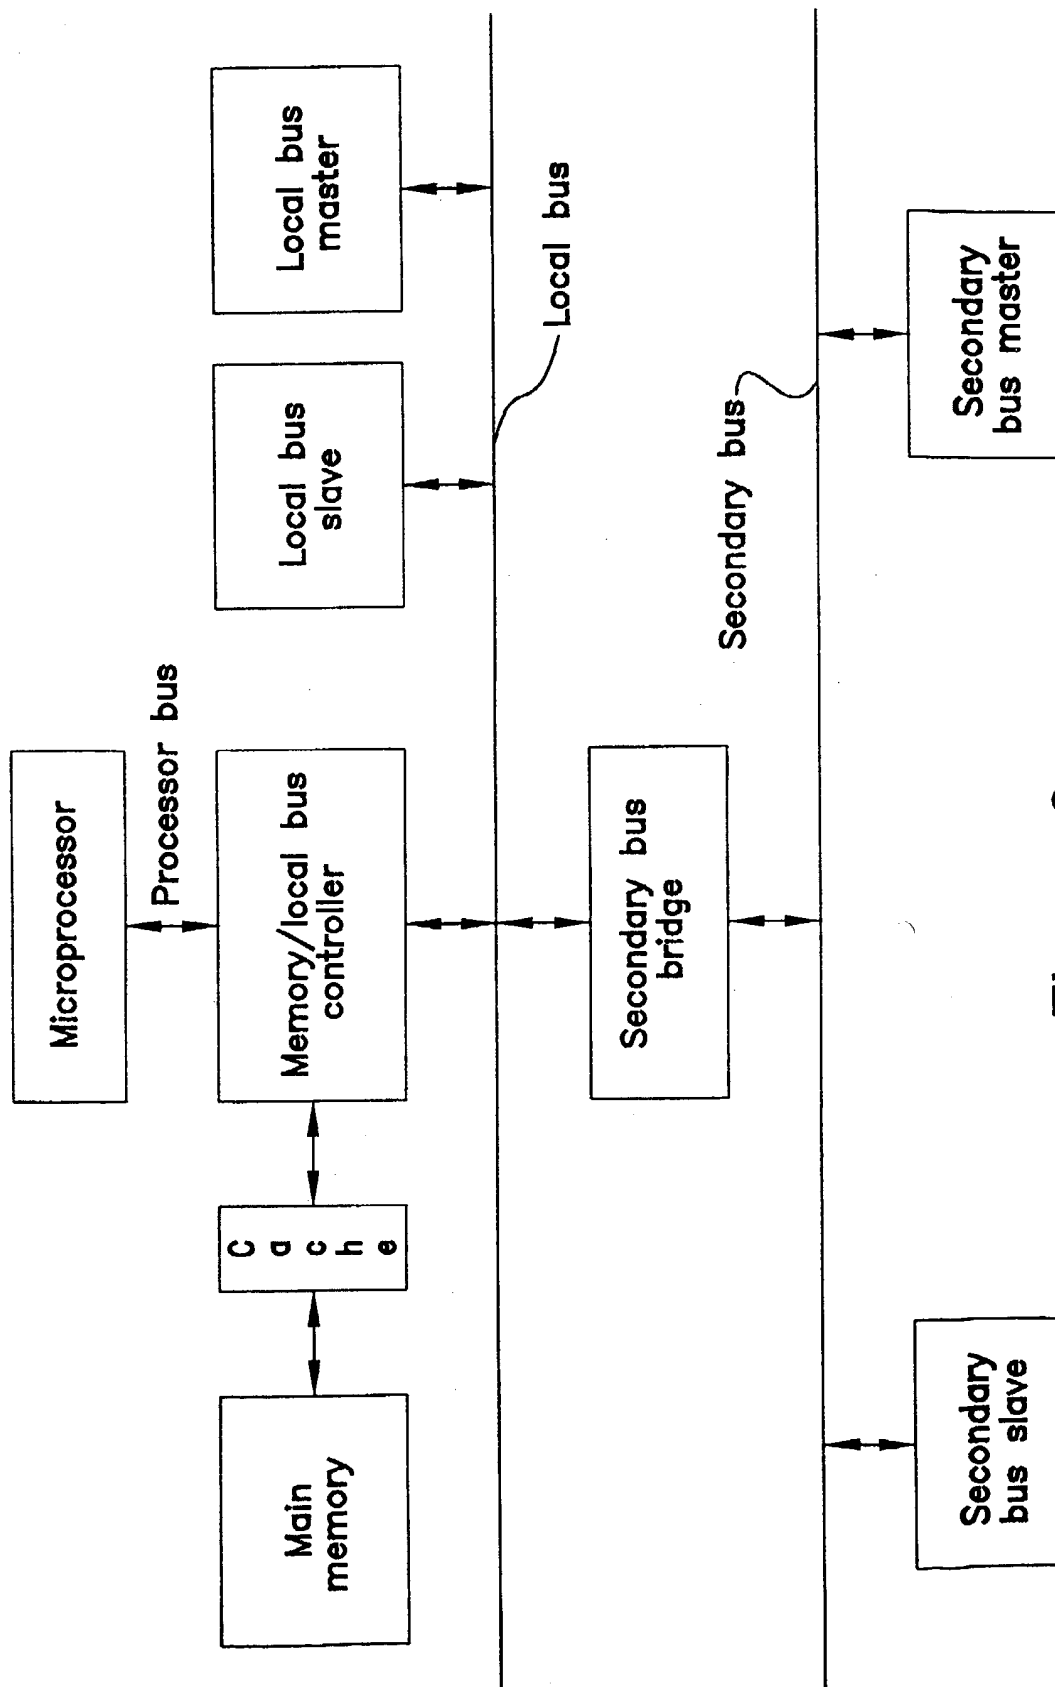 Microprocessor
Processor bus
Main
memory
C
a
c
h
e
Memory/local bus
controller
Local bus
slave
Local bus
master
Local bus
Secondary bus
bridge
Secondary bus
Secondary
bus slave
Secondary
bus master